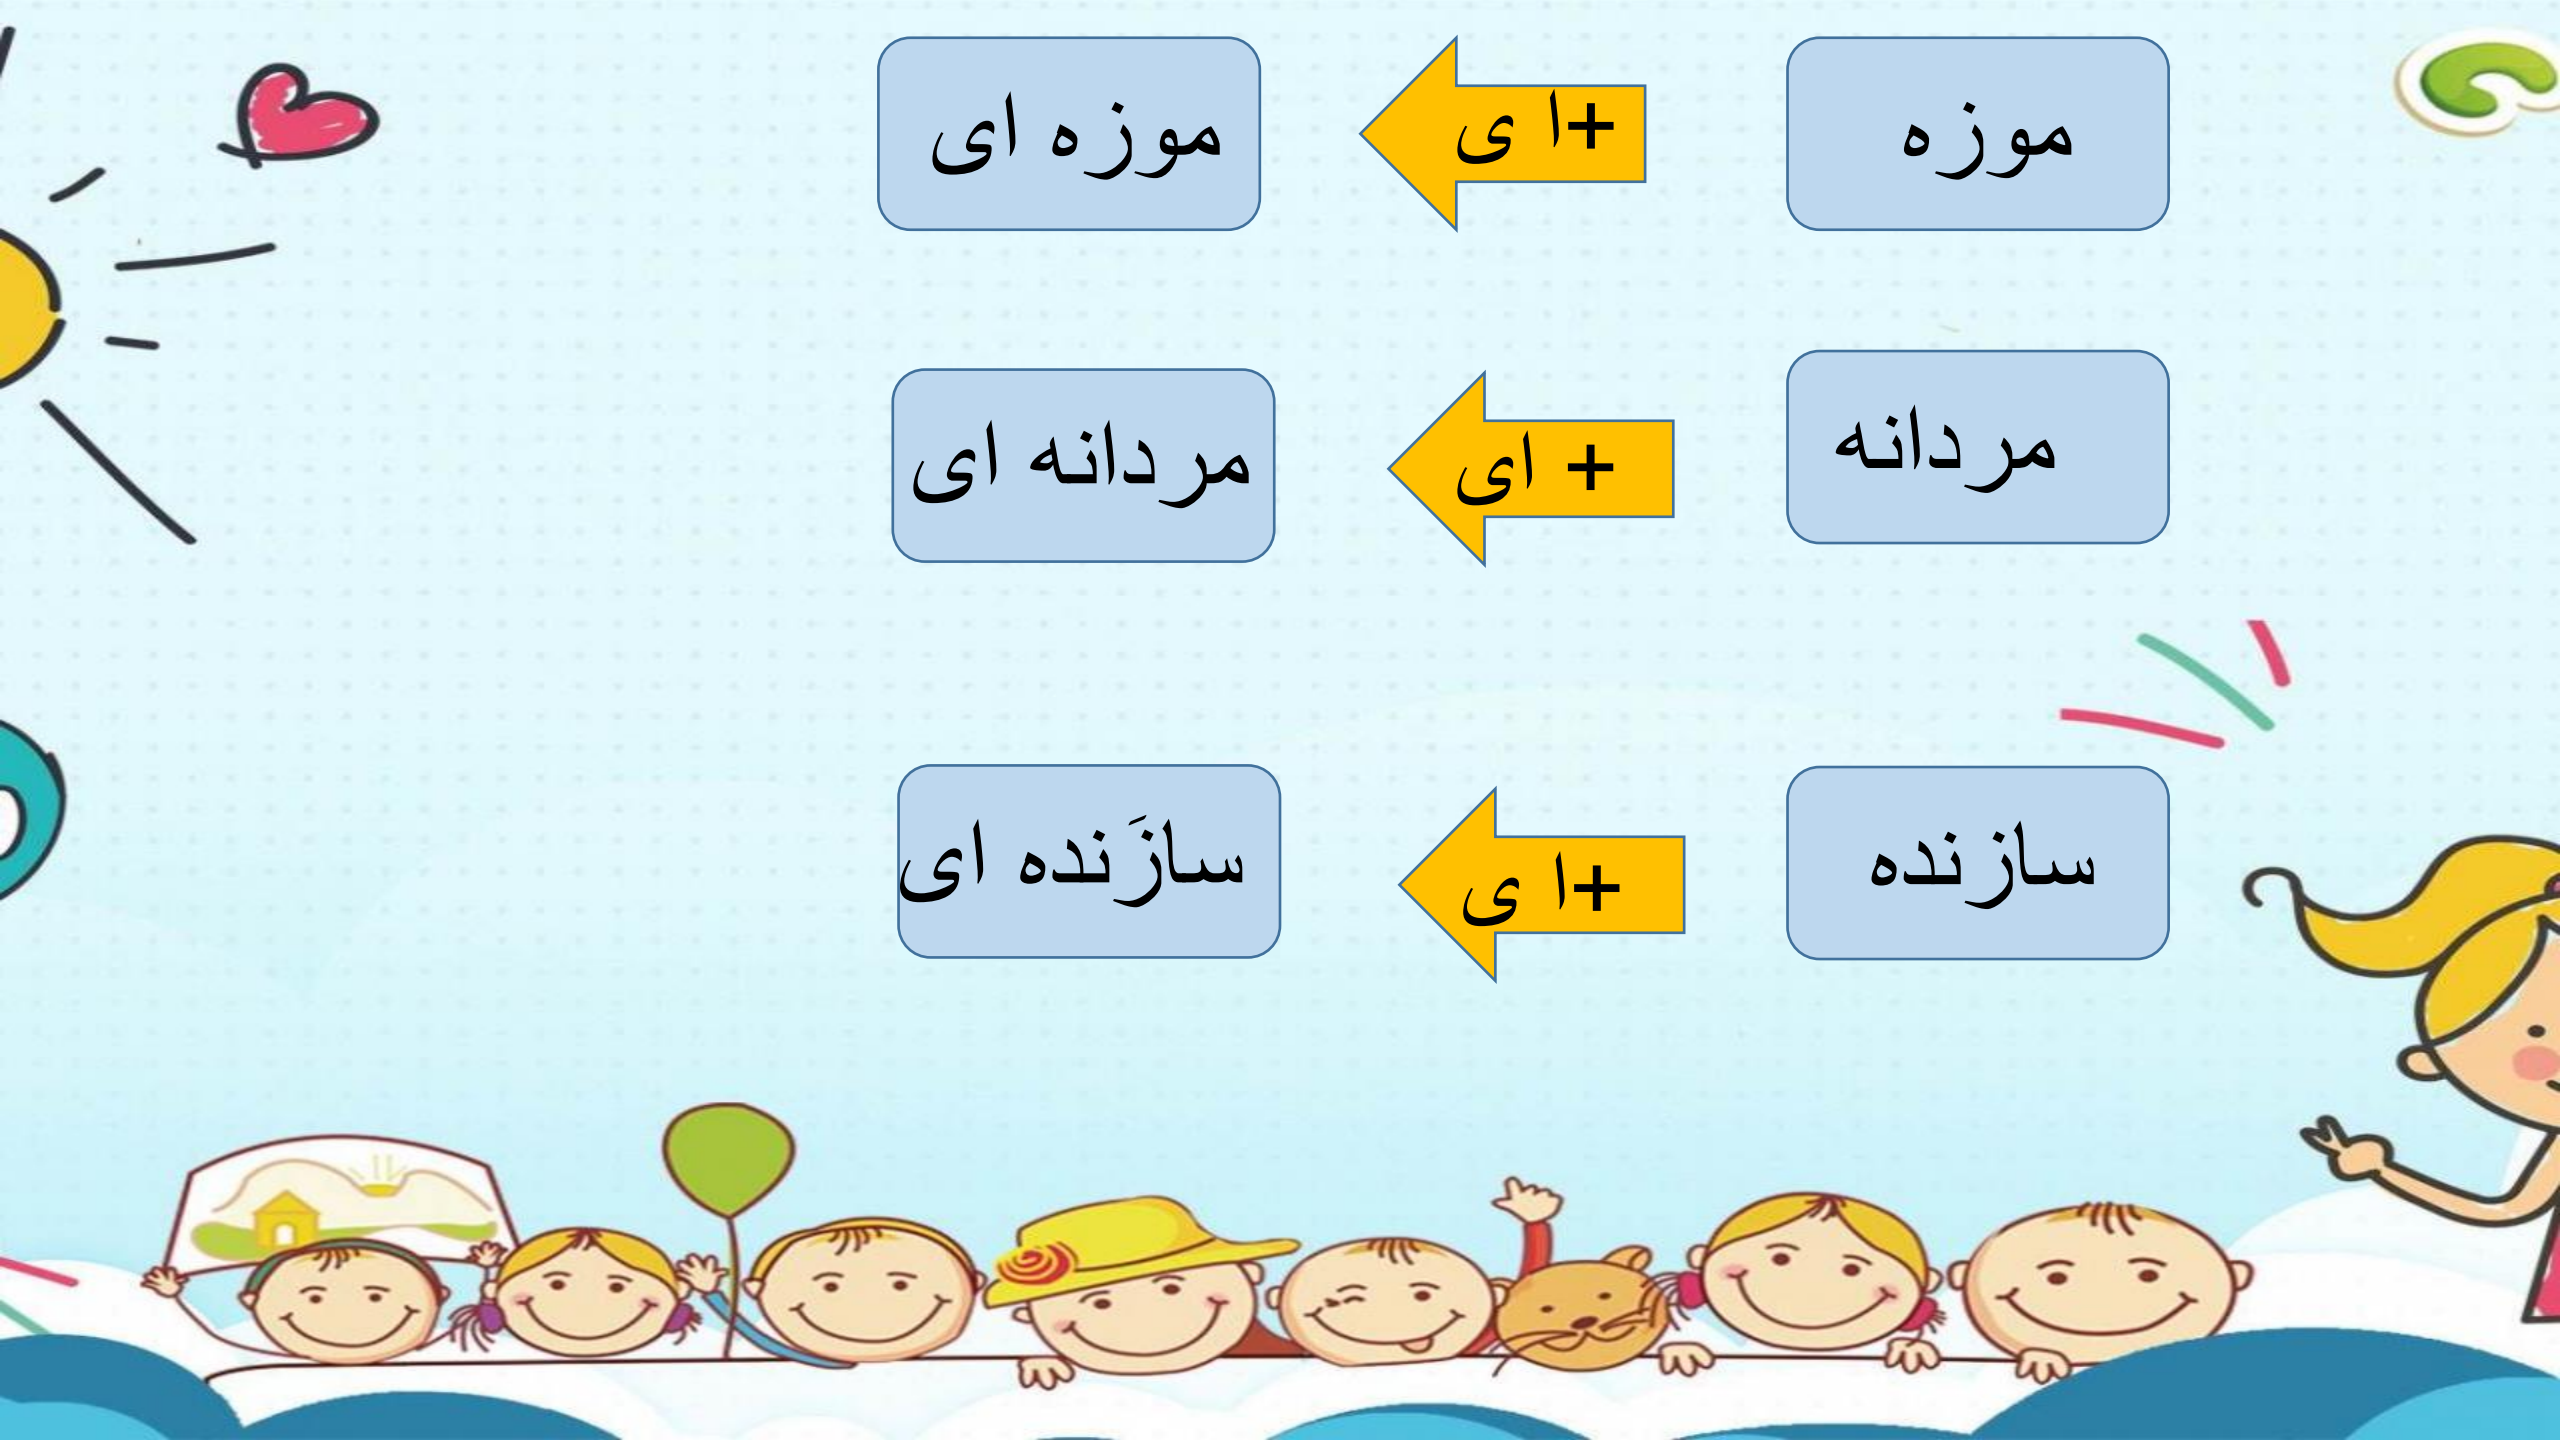 موزه +ا ی موزه ای
مردانه + ای مردانه ای
سازنده +ا ی سازَنده ای